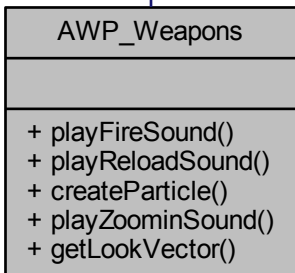 AWP_Weapons
+ playFireSound()
+ playReloadSound()
+ createParticle()
+ playZoominSound()
+ getLookVector()